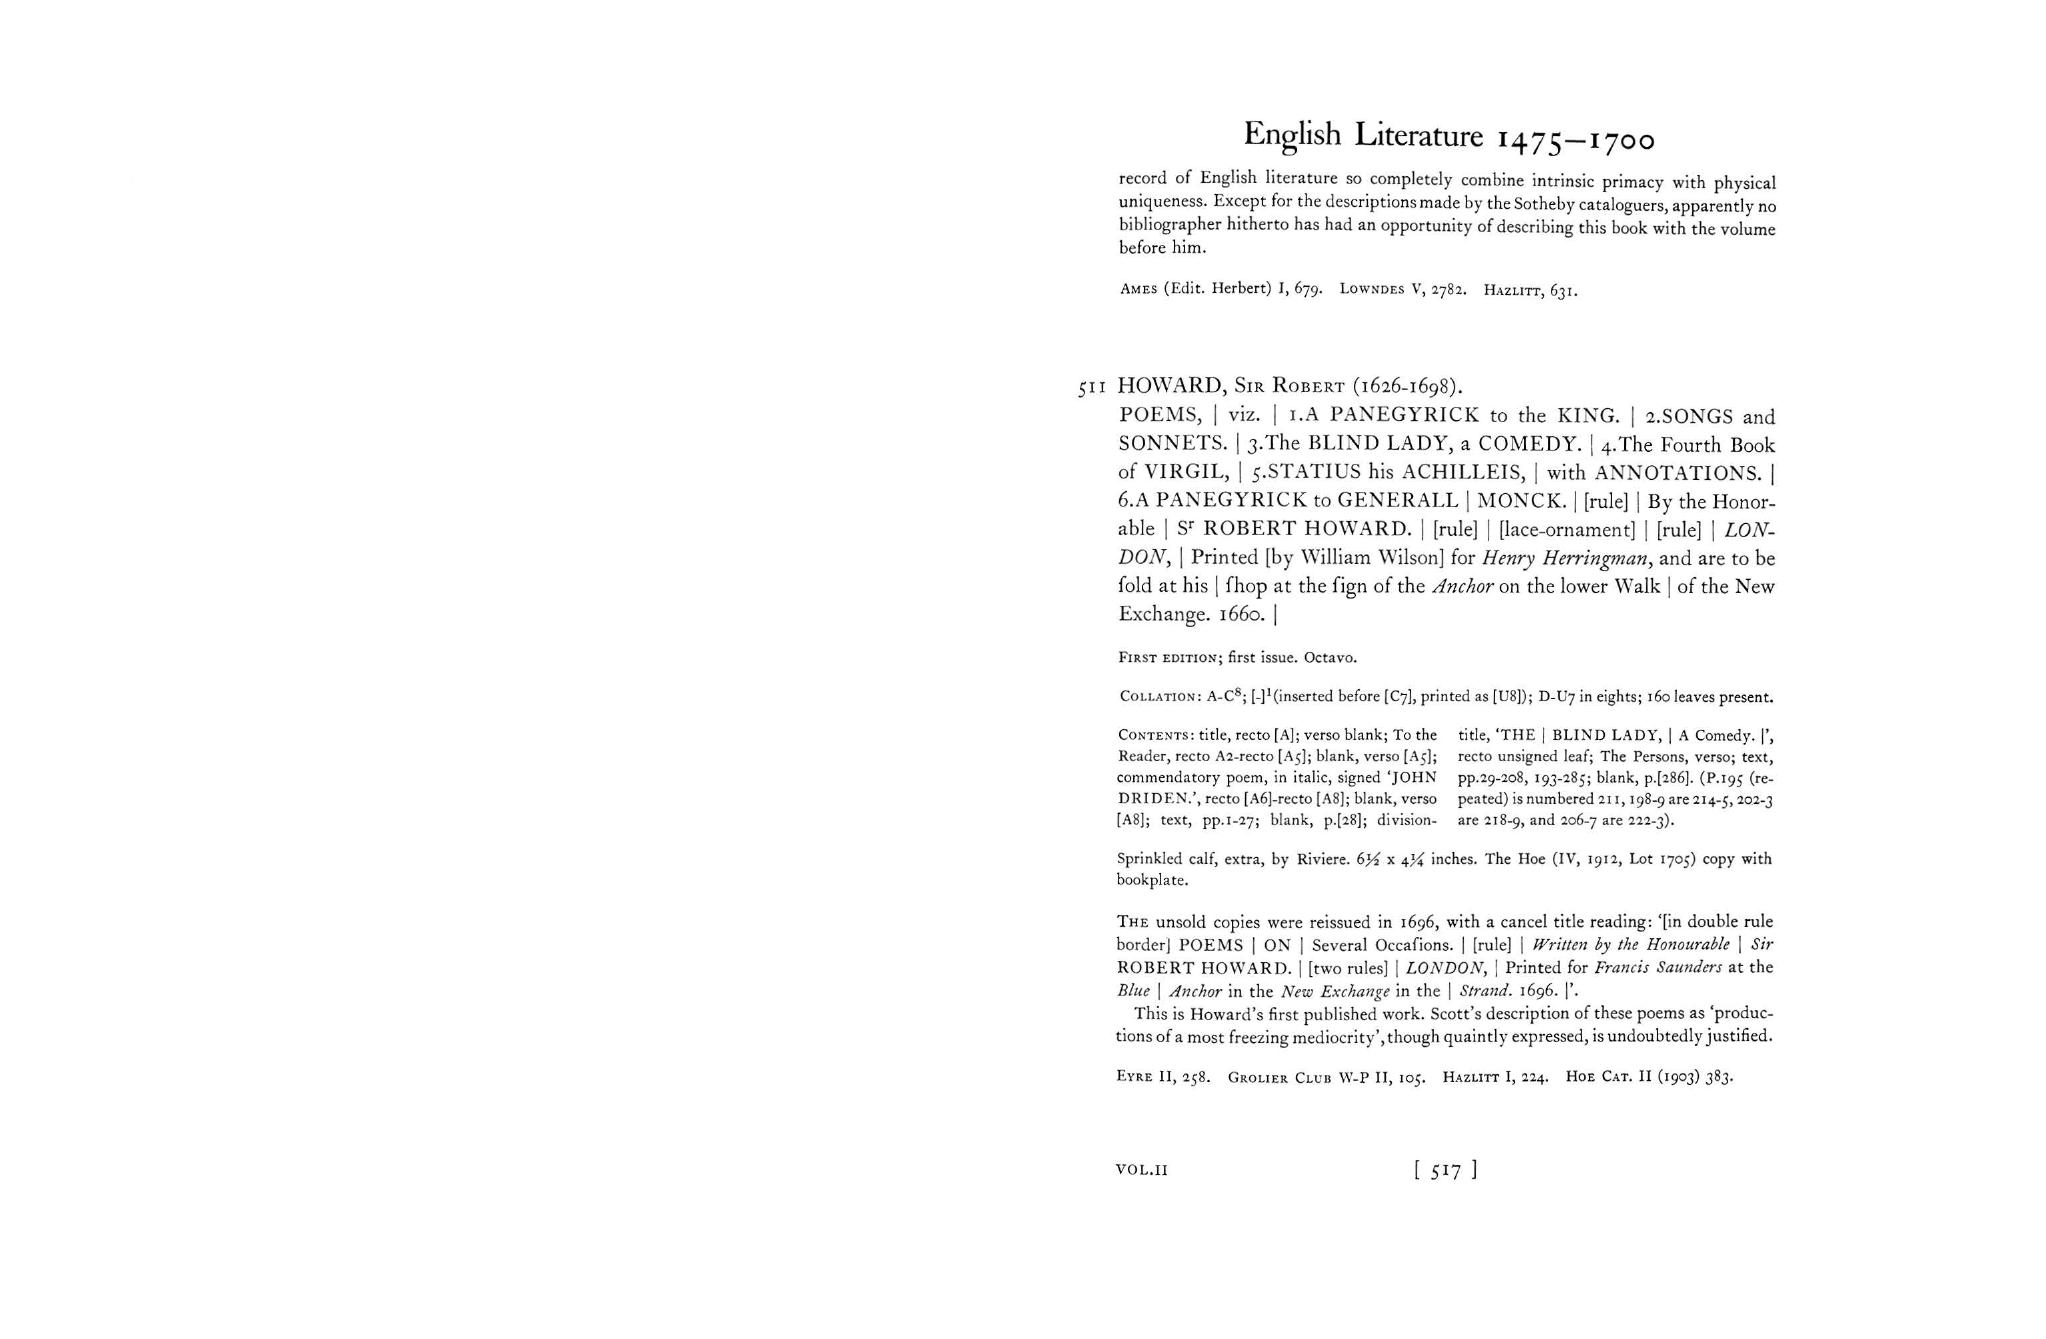 English Literature 1475–1700
record of English literature so completely combine intrinsic primacy with physical
uniqueness. Except for the descriptions made by the Sotheby cataloguers, apparently no
bibliographer hitherto has had an opportunity of describing this book with the volume
before him.
AMES (Edit. Herbert) I, 679. LOWNDES V, 2782. HAZLITT, 631.
511 HOWARD, SIR ROBERT (1626-1698).
POEMS, | viz. | 1.A PANEGYRICK to the KING. | 2.SONGS and
SONNETS. | 3.The BLIND LADY, a COMEDY. | 4.The Fourth Book
of VIRGIL, | 5.STATIUS his ACHILLEIS, | with ANNOTATIONS. |
6.A PANEGYRICK to GENERALL | MONCK. | [rule] | By the Honor-
able | Sʳ ROBERT HOWARD. | [rule] | [lace-ornament] | [rule] | LON-
DON, | Printed [by William Wilson] for Henry Herringman, and are to be
ſold at his | ſhop at the ſign of the Anchor on the lower Walk | of the New
Exchange. 1660. |
FIRST EDITION; first issue. Octavo.
COLLATION: A-C⁸; [-]¹(inserted before [C7], printed as [U8]); D-U7 in eights; 160 leaves present.
CONTENTS: title, recto [A]; verso blank; To the
Reader, recto A2-recto [A5]; blank, verso [A5];
commendatory poem, in italic, signed ‘JOHN
DRIDEN.’, recto [A6]-recto [A8]; blank, verso
[A8]; text, pp.1-27; blank, p.[28]; division-
title, ‘THE | BLIND LADY, | A Comedy. |’,
recto unsigned leaf; The Persons, verso; text,
pp.29-208, 193-285; blank, p.[286]. (P.195 (re-
peated) is numbered 211, 198-9 are 214-5, 202-3
are 218-9, and 206-7 are 222-3).
Sprinkled calf, extra, by Riviere. 6½ x 4¼ inches. The Hoe (IV, 1912, Lot 1705) copy with
bookplate.
THE unsold copies were reissued in 1696, with a cancel title reading: ‘[in double rule
border] POEMS | ON | Several Occaſions. | [rule] | Written by the Honourable | Sir
ROBERT HOWARD. | [two rules] | LONDON, | Printed for Francis Saunders at the
Blue | Anchor in the New Exchange in the | Strand. 1696. |’.
This is Howard’s first published work. Scott’s description of these poems as ‘produc-
tions of a most freezing mediocrity’, though quaintly expressed, is undoubtedly justified.
EYRE II, 258. GROLIER CLUB W-P II, 105. HAZLITT I, 224. HOE CAT. II (1903) 383.
VOL.II [ 517 ]